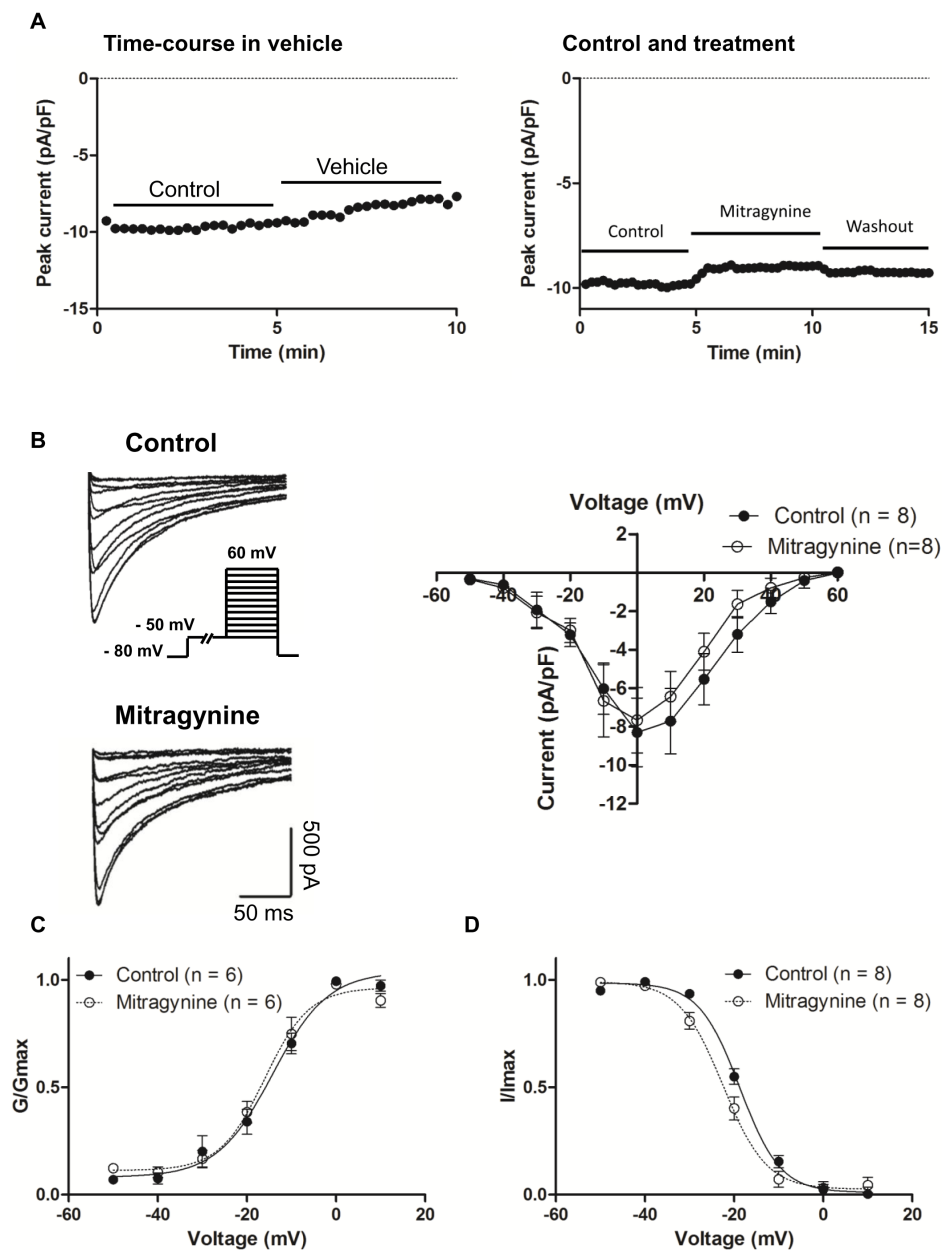 A
Time-course in vehicle
Control and treatment
0
-5
-10
-15
Peak current (pA/pF)
Control
Vehicle
0
5
10
Time (min)
0
-5
-10
Peak current (pA/pF)
Control
Mitragynine
Washout
0
5
10
15
Time (min)
B
Control
60 mV
- 50 mV
- 80 mV
Mitragynine
500 pA
50 ms
Voltage (mV)
Control (n = 8)
Mitragynine (n=8)
2
-60
-40
-20
20
40
60
-2
-4
-6
-8
-10
-12
Current (pA/pF)
C
Control (n = 6)
Mitragynine (n = 6)
1.0
0.5
0.0
G/Gmax
-60
-40
-20
0
20
Voltage (mV)
D
Control (n = 8)
Mitragynine (n = 8)
1.0
0.5
0.0
I/Imax
-60
-40
-20
0
20
Voltage (mV)